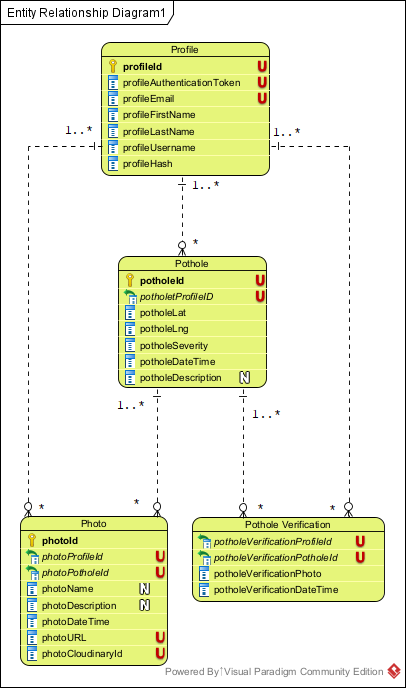 Entity Relationship Diagram1
Profile
profileId U
profileAuthenticationToken U
profileEmail U
profileFirstName
profileLastName
profileUsername
profileHash
1..*
1..*
1..*
*
Pothole
potholeId U
potholetProfileID U
potholeLat
potholeLng
potholeSeverity
potholeDateTime
potholeDescription N
1..*
1..*
*
*
*
*
Photo
photoId
photoProfileId U
photoPotholeId U
photoName N
photoDescription N
photoDateTime
photoURL U
photoCloudinaryId U
Pothole Verification
potholeVerificationProfileId U
potholeVerificationPotholeId U
potholeVerificationPhoto
potholeVerificationDateTime
Powered By Visual Paradigm Community Edition